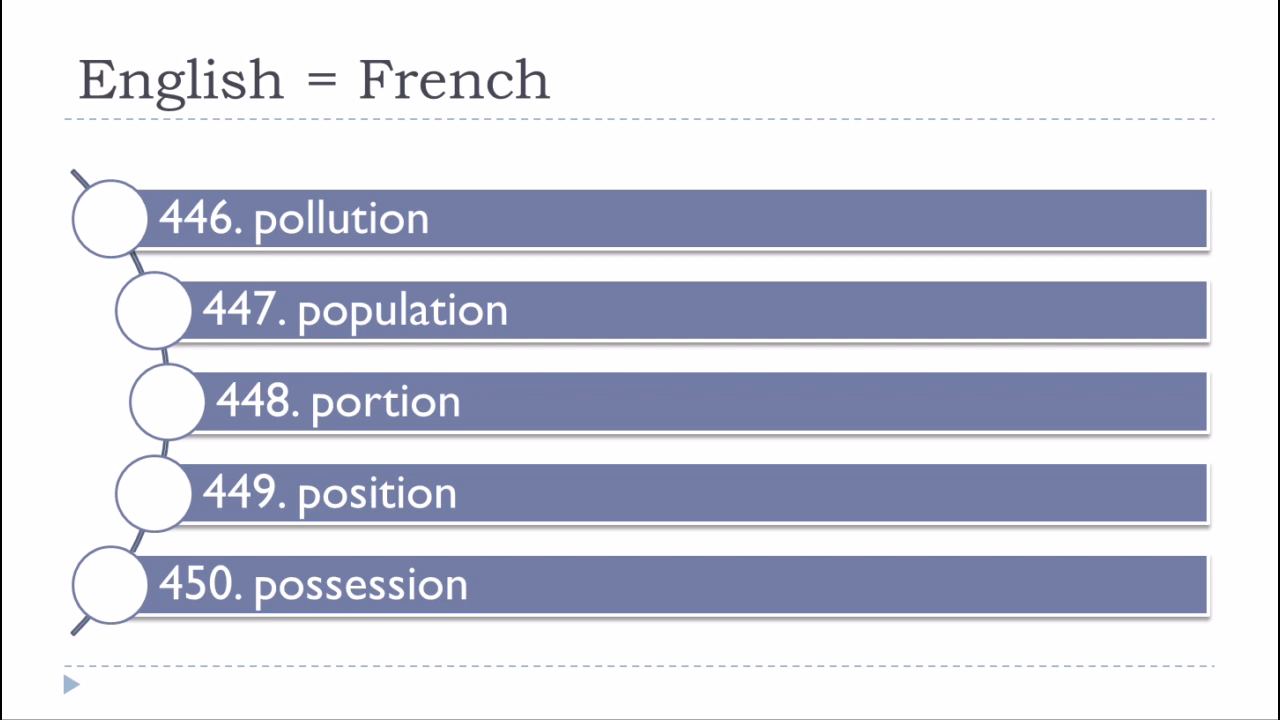 English = French
446. pollution
447. population
448. portion
449. position
450. possession